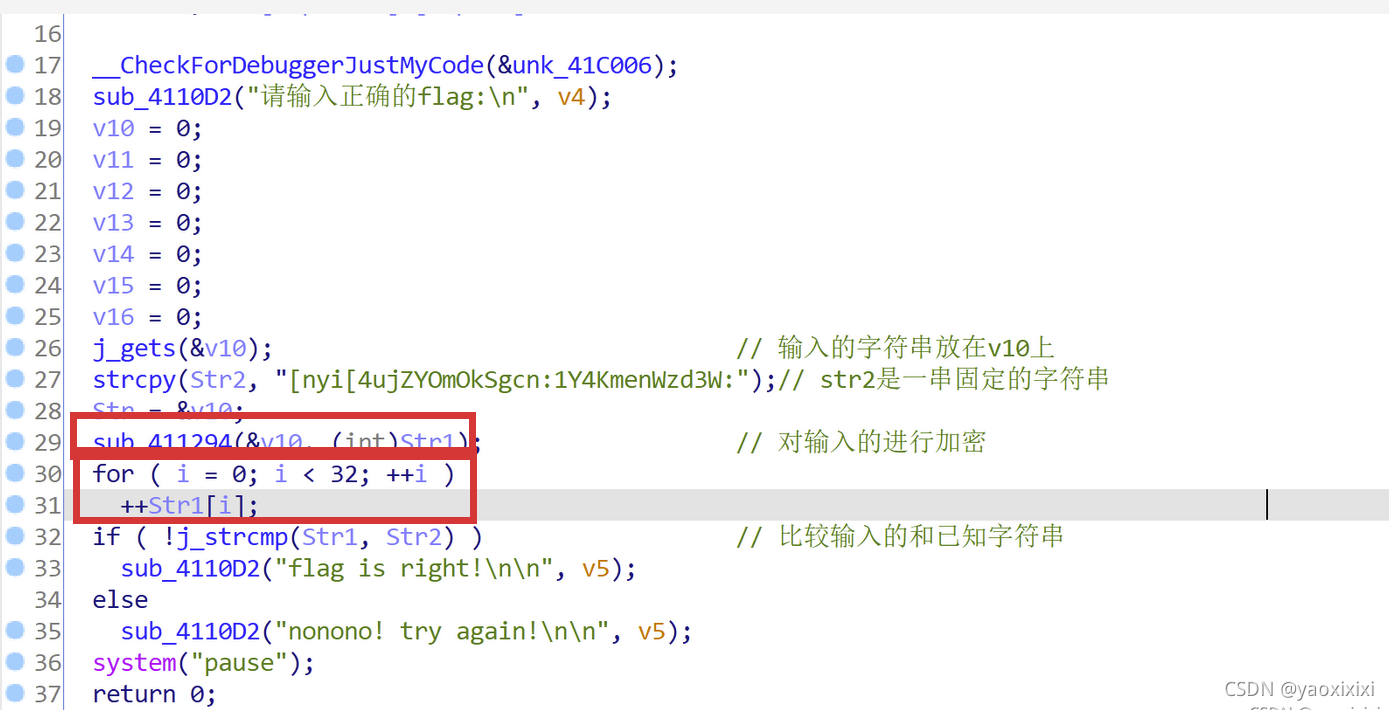 16
17 __CheckForDebuggerJustMyCode(&unk_41C006);
18 sub_4110D2("请输入正确的flag:\n", v4);
19 v10 = 0;
20 v11 = 0;
21 v12 = 0;
22 v13 = 0;
23 v14 = 0;
24 v15 = 0;
25 v16 = 0;
26 j_gets(&v10); // 输入的字符串放在v10上
27 strcpy(Str2, "[nyi[4ujZYOmOkSgcn:1Y4KmenWzd3W:");// str2是一串固定的字符串
28 Str = &v10;
29 sub_411294(&v10, (int)Str1); // 对输入的进行加密
30 for ( i = 0; i < 32; ++i )
31 ++Str1[i];
32 if ( !j_strcmp(Str1, Str2) ) // 比较输入的和已知字符串
33 sub_4110D2("flag is right!\n\n", v5);
34 else
35 sub_4110D2("nonono! try again!\n\n", v5);
36 system("pause");
37 return 0;
CSDN @yaoxixixi